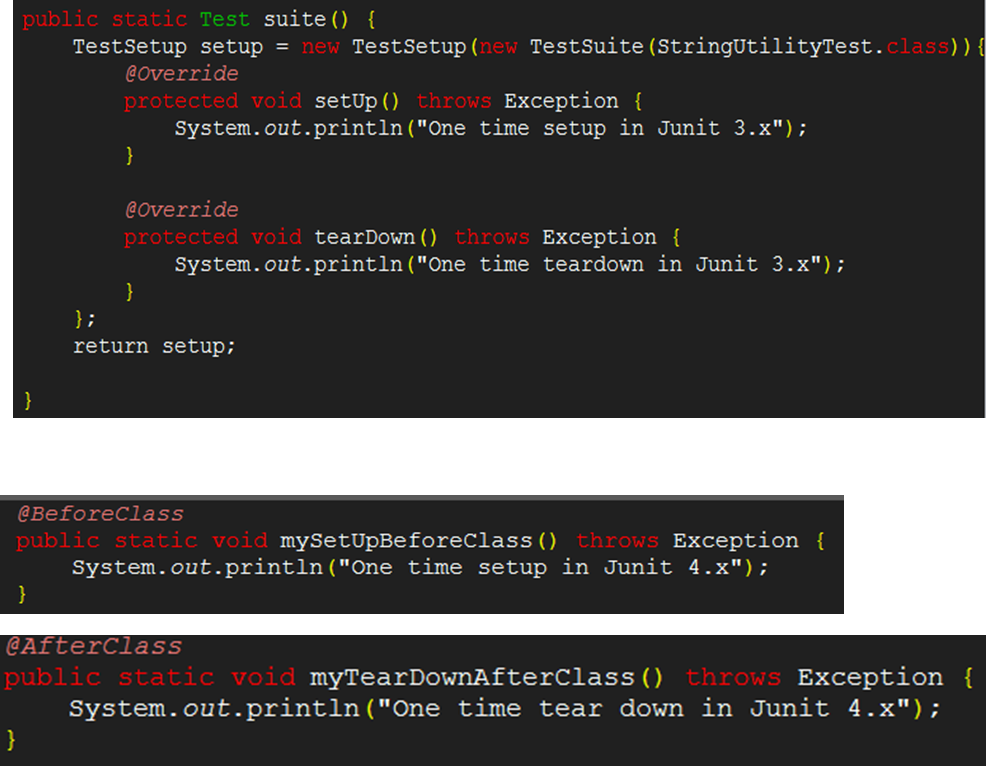 public static Test suite() {
TestSetup setup = new TestSetup(new TestSuite(StringUtilityTest.class)){
@Override
protected void setUp() throws Exception {
System.out.println("One time setup in Junit 3.x");
}
@Override
protected void tearDown() throws Exception {
System.out.println("One time teardown in Junit 3.x");
}
};
return setup;
}
@BeforeClass
public static void mySetUpBeforeClass() throws Exception {
System.out.println("One time setup in Junit 4.x");
}
@AfterClass
public static void myTearDownAfterClass() throws Exception {
System.out.println("One time tear down in Junit 4.x");
}